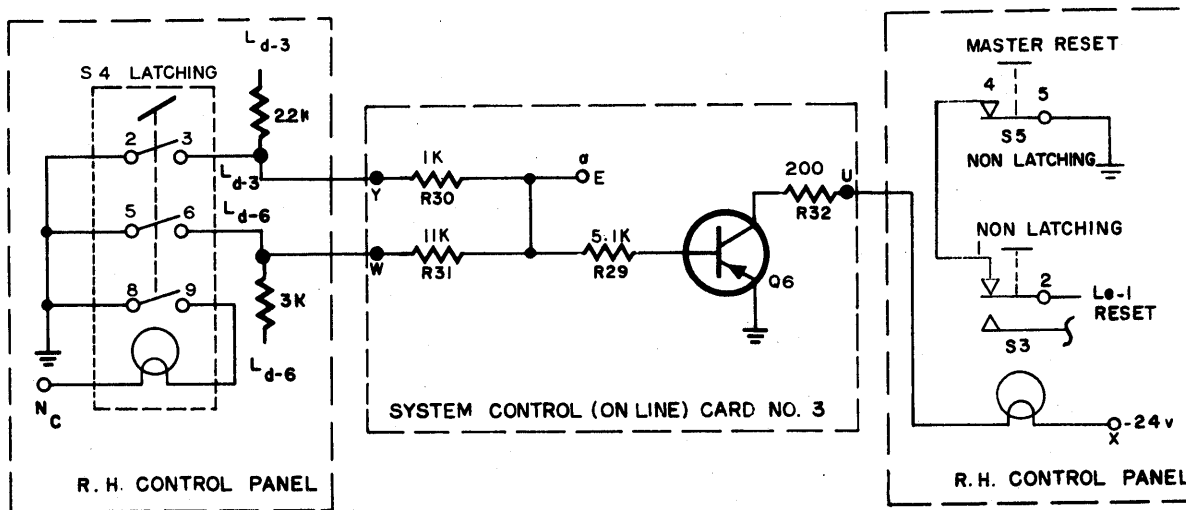 L d-3
S 4 LATCHING
22K
2 3
L d-3
L d-6
5 6
8 9
3K
L d-6
N C
R. H. CONTROL PANEL
1K
Y
R30
a
E
11K
W
R31
5.1K
R29
Q6
200
U
R32
SYSTEM CONTROL (ON LINE) CARD NO. 3
MASTER RESET
4
5
S5
NON LATCHING
NON LATCHING
1
2
Le-1
RESET
S3
-24v
X
R. H. CONTROL PANEL